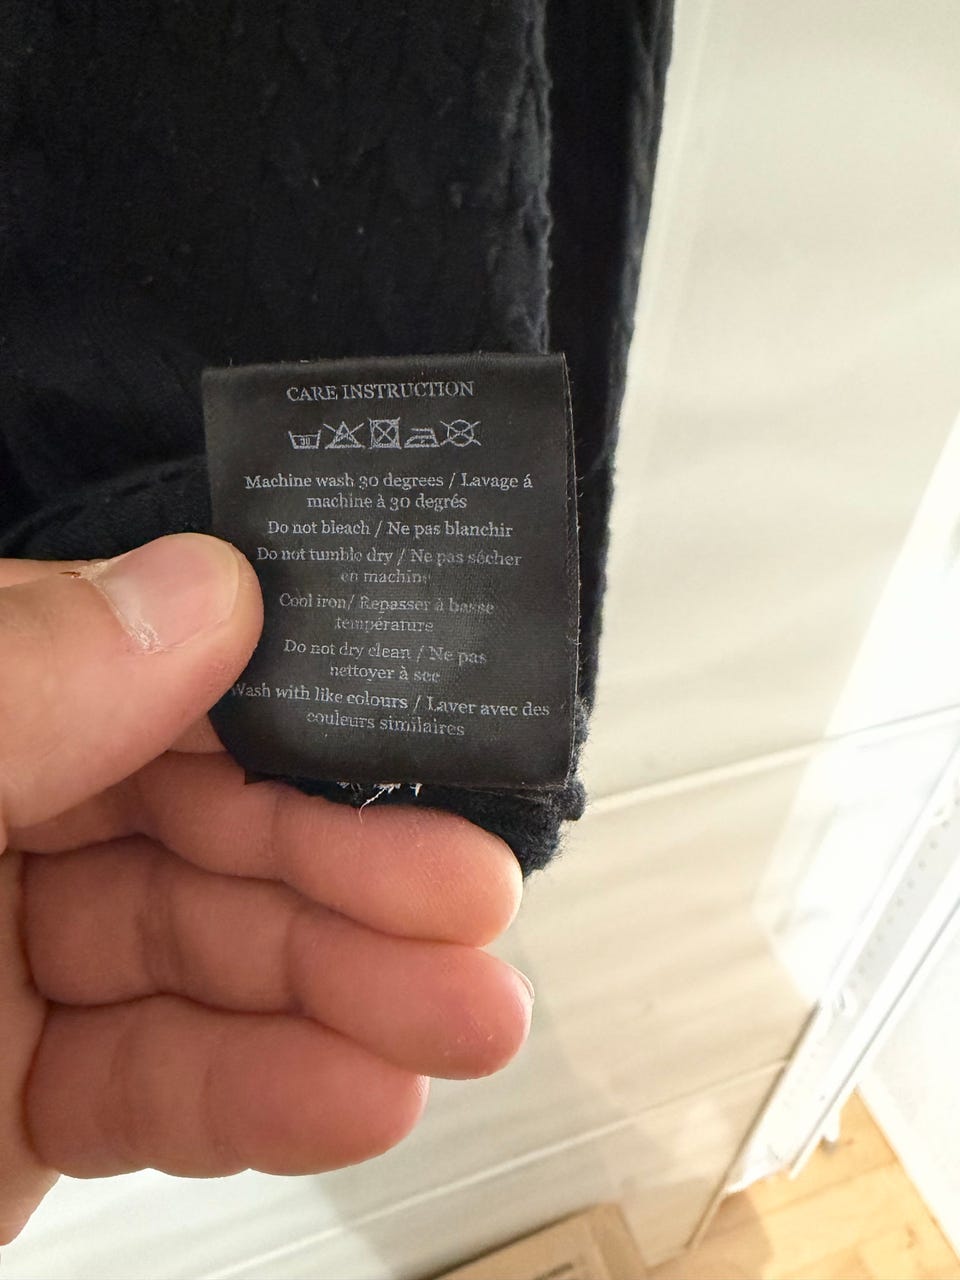 CARE INSTRUCTION
30
Machine wash 30 degrees / Lavage á
machine à 30 degrés
Do not bleach / Ne pas blanchir
Do not tumble dry / Ne pas sécher
en machine
Cool iron/ Repasser à basse
température
Do not dry clean / Ne pas
nettoyer à sec
Wash with like colours / Laver avec des
couleurs similaires